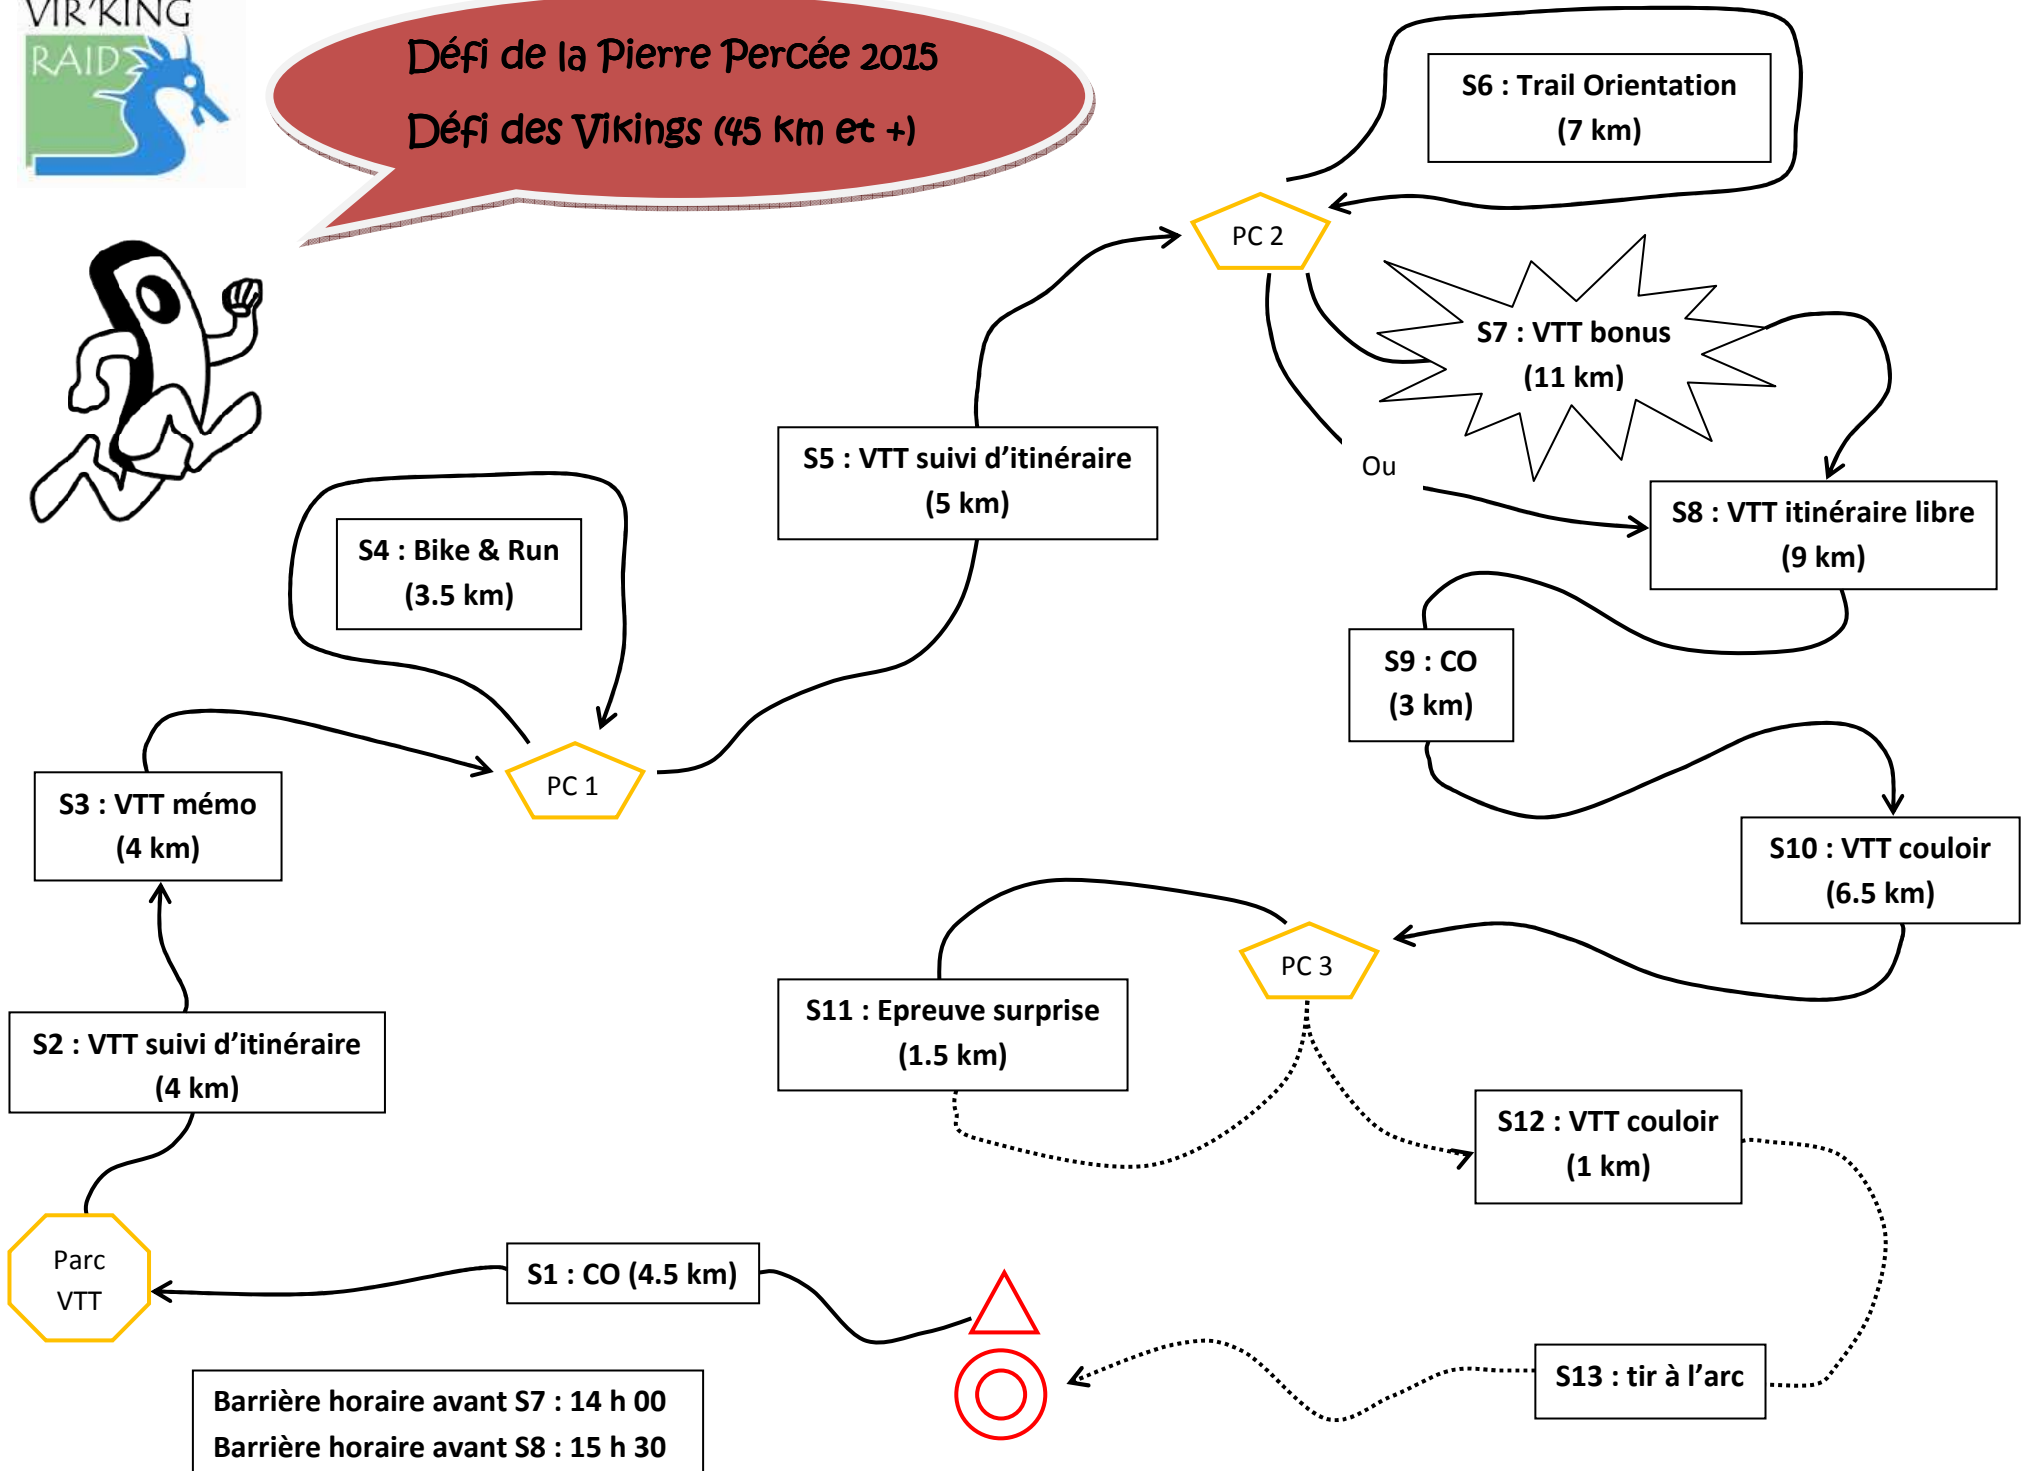 VIR'KING
RAID
Défi de la Pierre Percée 2015
Défi des Vikings (45 km et +)
S6 : Trail Orientation
(7 km)
PC 2
S7 : VTT bonus
(11 km)
Ou
S5 : VTT suivi d’itinéraire
(5 km)
S8 : VTT itinéraire libre
(9 km)
S4 : Bike & Run
(3.5 km)
S9 : CO
(3 km)
PC 1
S3 : VTT mémo
(4 km)
S10 : VTT couloir
(6.5 km)
PC 3
S11 : Epreuve surprise
(1.5 km)
S2 : VTT suivi d’itinéraire
(4 km)
S12 : VTT couloir
(1 km)
Parc
VTT
S1 : CO (4.5 km)
S13 : tir à l’arc
Barrière horaire avant S7 : 14 h 00
Barrière horaire avant S8 : 15 h 30